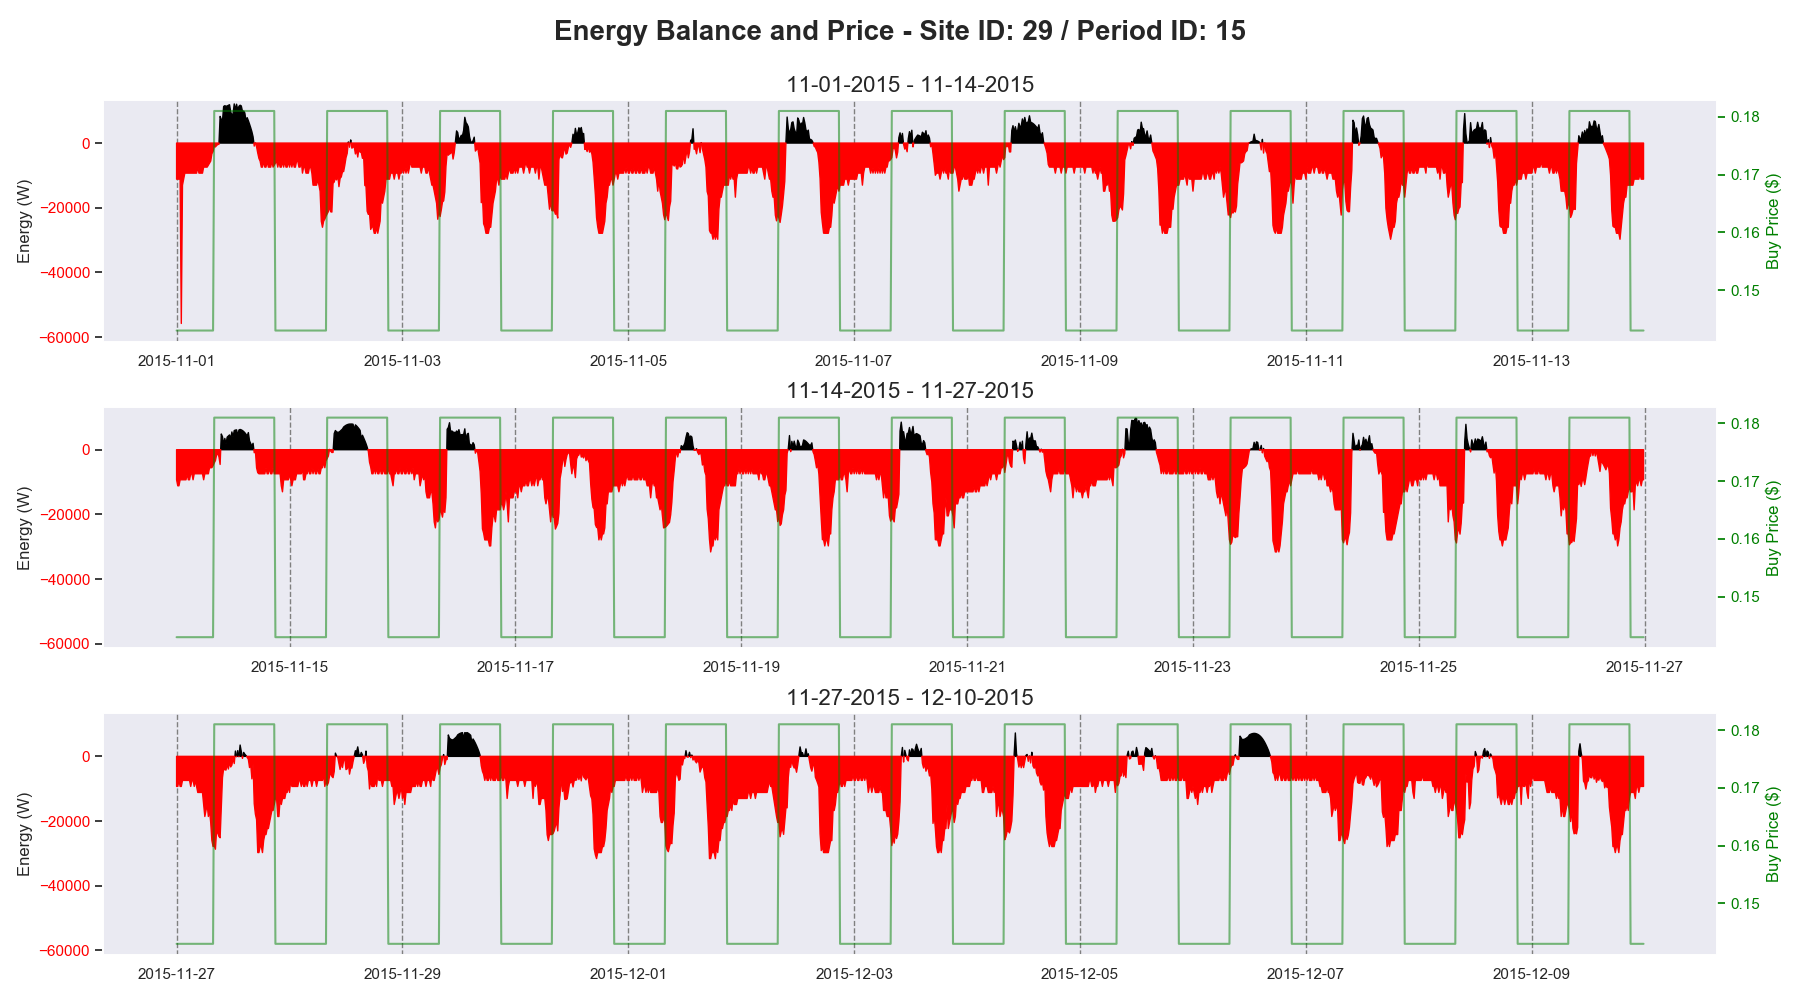 Energy Balance and Price - Site ID: 29 / Period ID: 15
11-01-2015 - 11-14-2015
Energy (W)
0
−20000
−40000
−60000
0.18
0.17
0.16
0.15
Buy Price ($)
2015-11-01 2015-11-03 2015-11-05 2015-11-07 2015-11-09 2015-11-11 2015-11-13
11-14-2015 - 11-27-2015
Energy (W)
0
−20000
−40000
−60000
0.18
0.17
0.16
0.15
Buy Price ($)
2015-11-15 2015-11-17 2015-11-19 2015-11-21 2015-11-23 2015-11-25 2015-11-27
11-27-2015 - 12-10-2015
Energy (W)
0
−20000
−40000
−60000
0.18
0.17
0.16
0.15
Buy Price ($)
2015-11-27 2015-11-29 2015-12-01 2015-12-03 2015-12-05 2015-12-07 2015-12-09